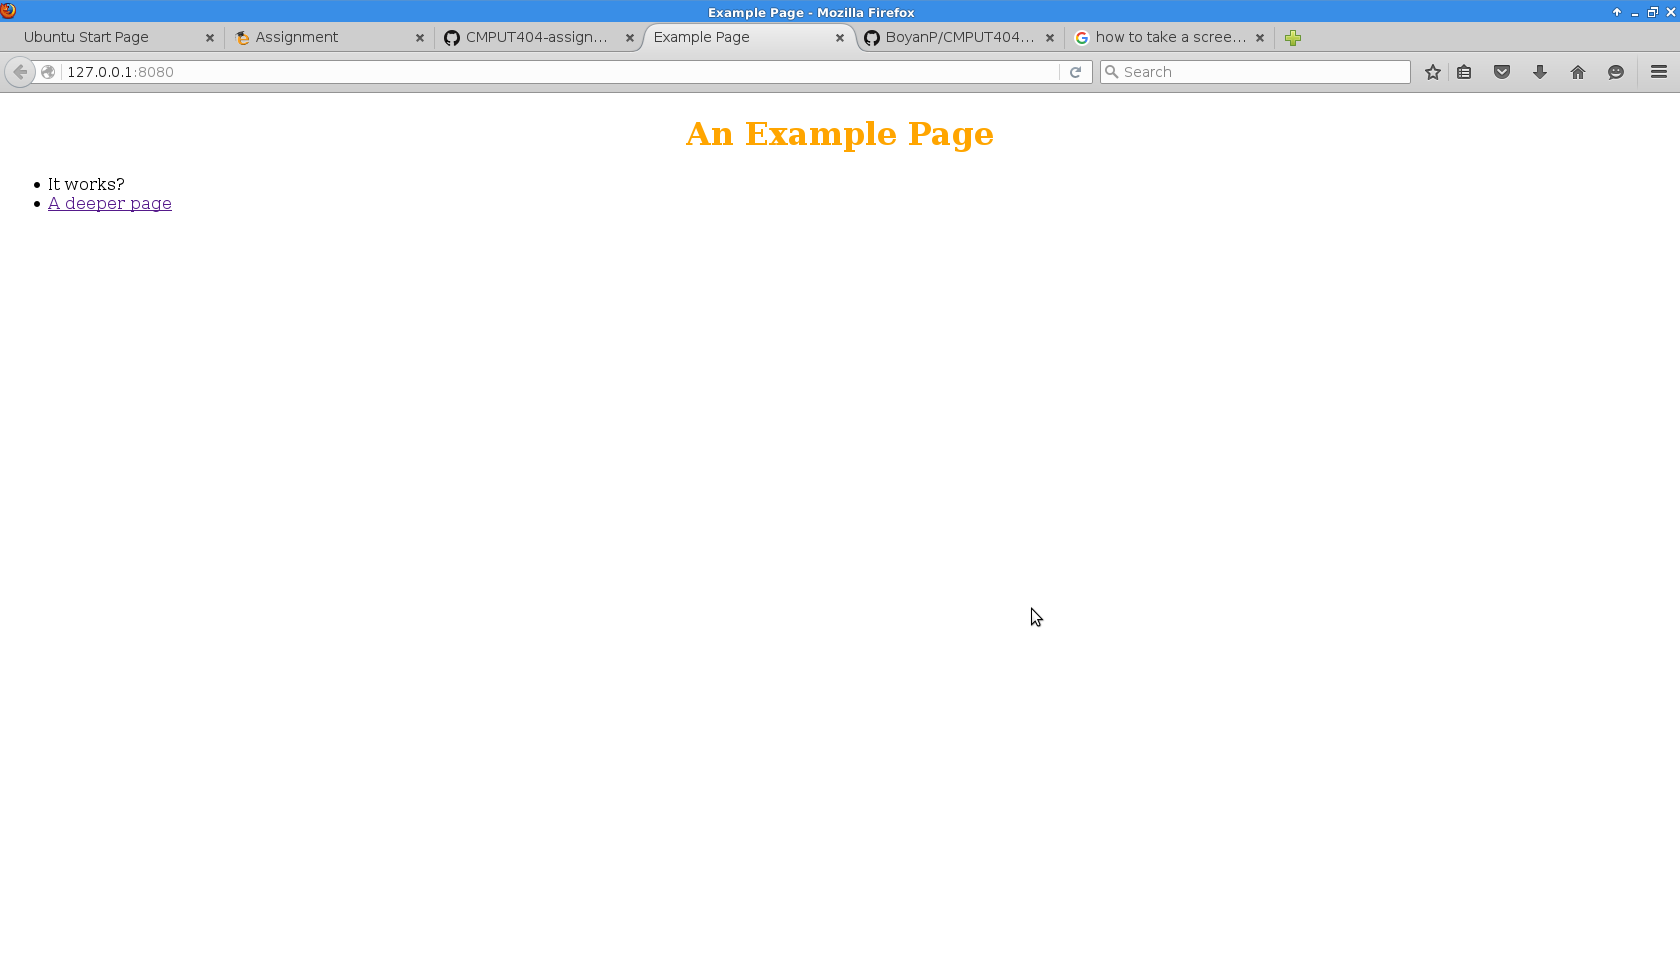 Example Page - Mozilla Firefox
Ubuntu Start Page
Assignment
CMPUT404-assign...
Example Page
BoyanP/CMPUT404...
how to take a scree...
127.0.0.1:8080
Search
An Example Page
• It works?
• A deeper page